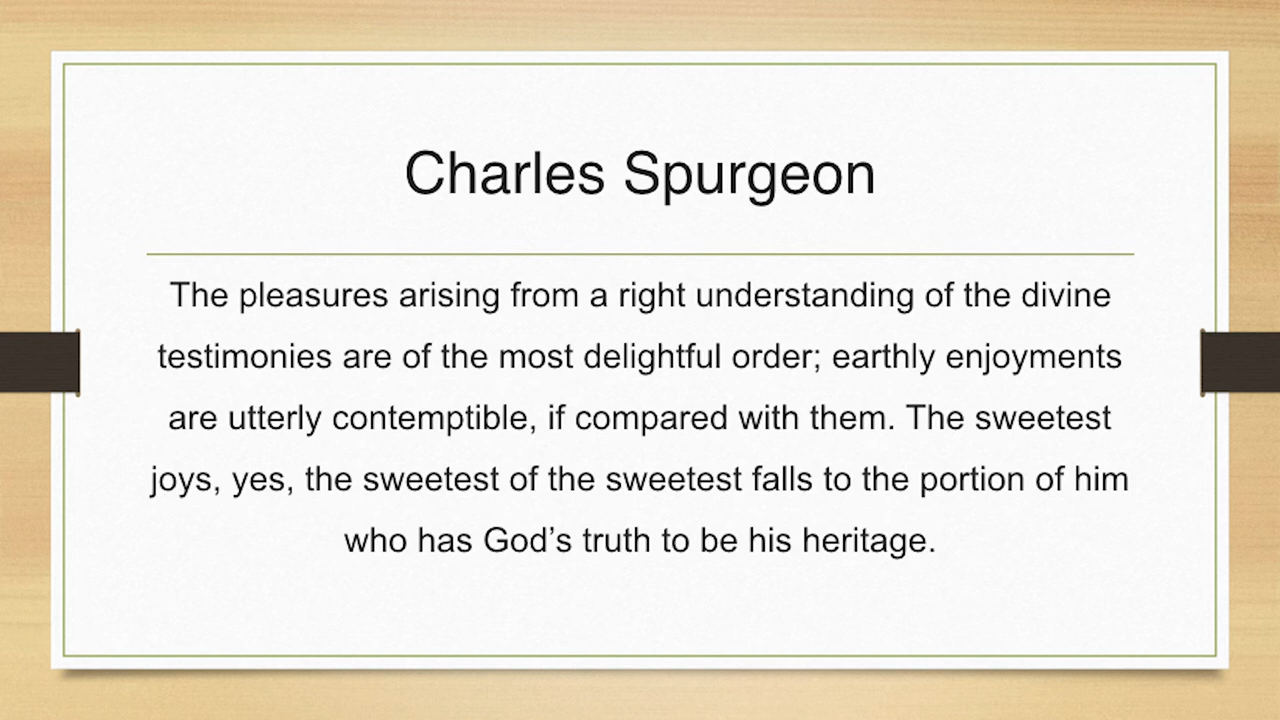 Charles Spurgeon
The pleasures arising from a right understanding of the divine
testimonies are of the most delightful order; earthly enjoyments
are utterly contemptible, if compared with them. The sweetest
joys, yes, the sweetest of the sweetest falls to the portion of him
who has God’s truth to be his heritage.